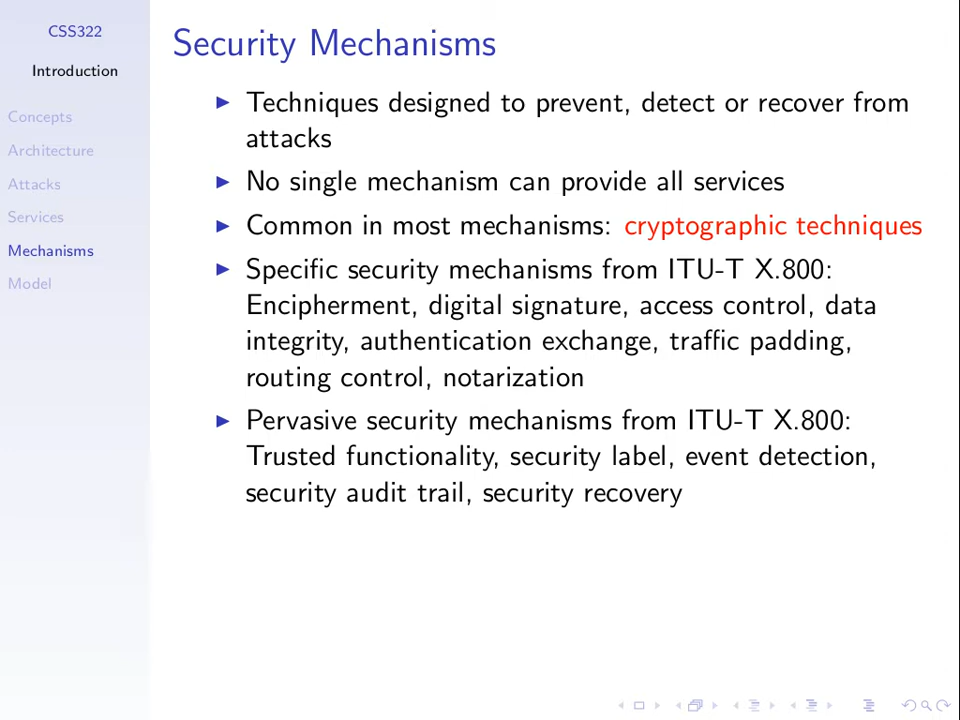 CSS322
Introduction
Concepts
Architecture
Attacks
Services
Mechanisms
Model
Security Mechanisms
Techniques designed to prevent, detect or recover from
attacks
No single mechanism can provide all services
Common in most mechanisms: cryptographic techniques
Specific security mechanisms from ITU-T X.800:
Encipherment, digital signature, access control, data
integrity, authentication exchange, traffic padding,
routing control, notarization
Pervasive security mechanisms from ITU-T X.800:
Trusted functionality, security label, event detection,
security audit trail, security recovery